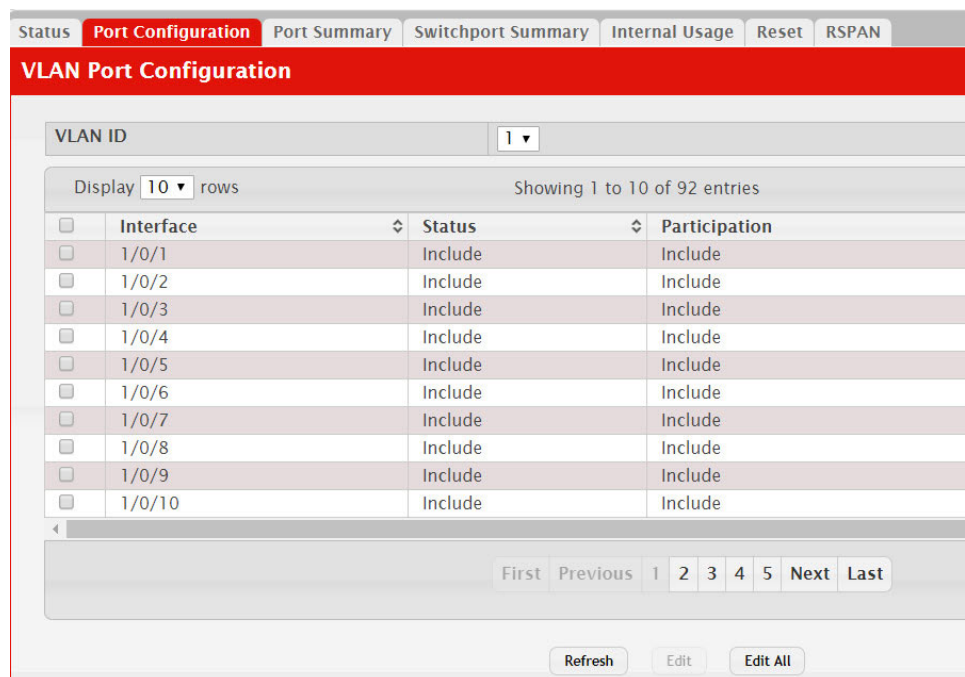 Status Port Configuration Port Summary Switchport Summary Internal Usage Reset RSPAN
VLAN Port Configuration
VLAN ID 1
Display 10 rows Showing 1 to 10 of 92 entries
Interface Status Participation
1/0/1 Include Include
1/0/2 Include Include
1/0/3 Include Include
1/0/4 Include Include
1/0/5 Include Include
1/0/6 Include Include
1/0/7 Include Include
1/0/8 Include Include
1/0/9 Include Include
1/0/10 Include Include
First Previous 1 2 3 4 5 Next Last
Refresh Edit Edit All